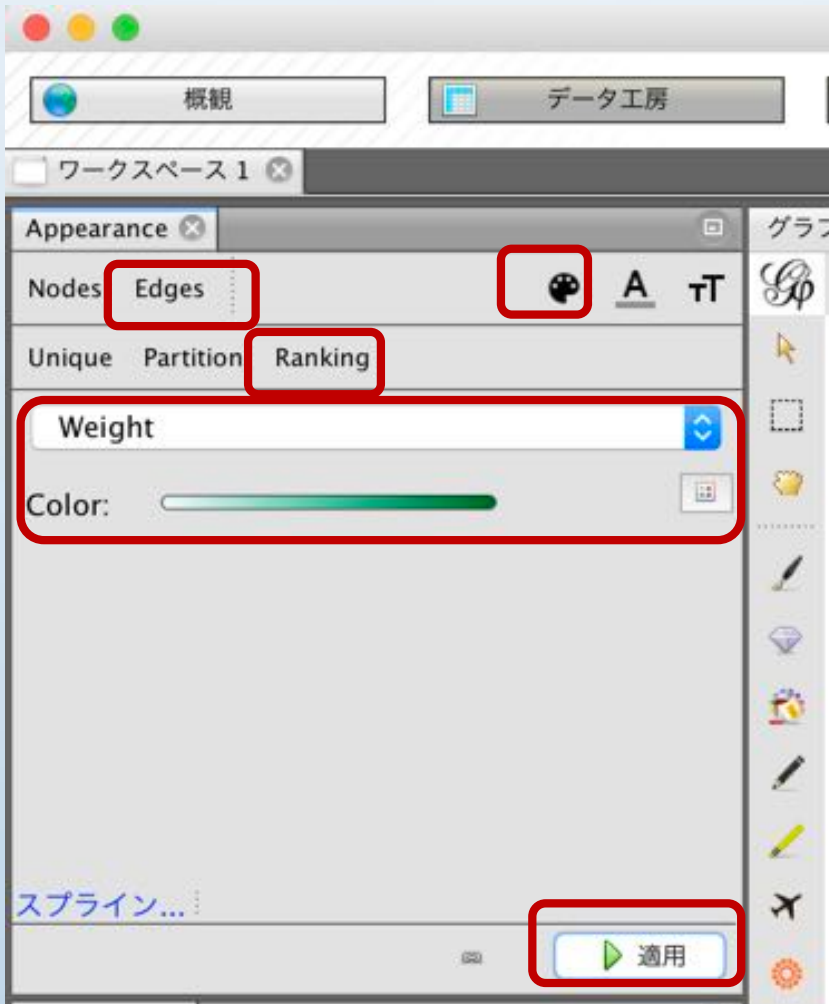 概観 データ工房
ワークスペース 1
Appearance グラフ
Nodes Edges A TT
Unique Partition Ranking
Weight
Color:
スプライン...
適用